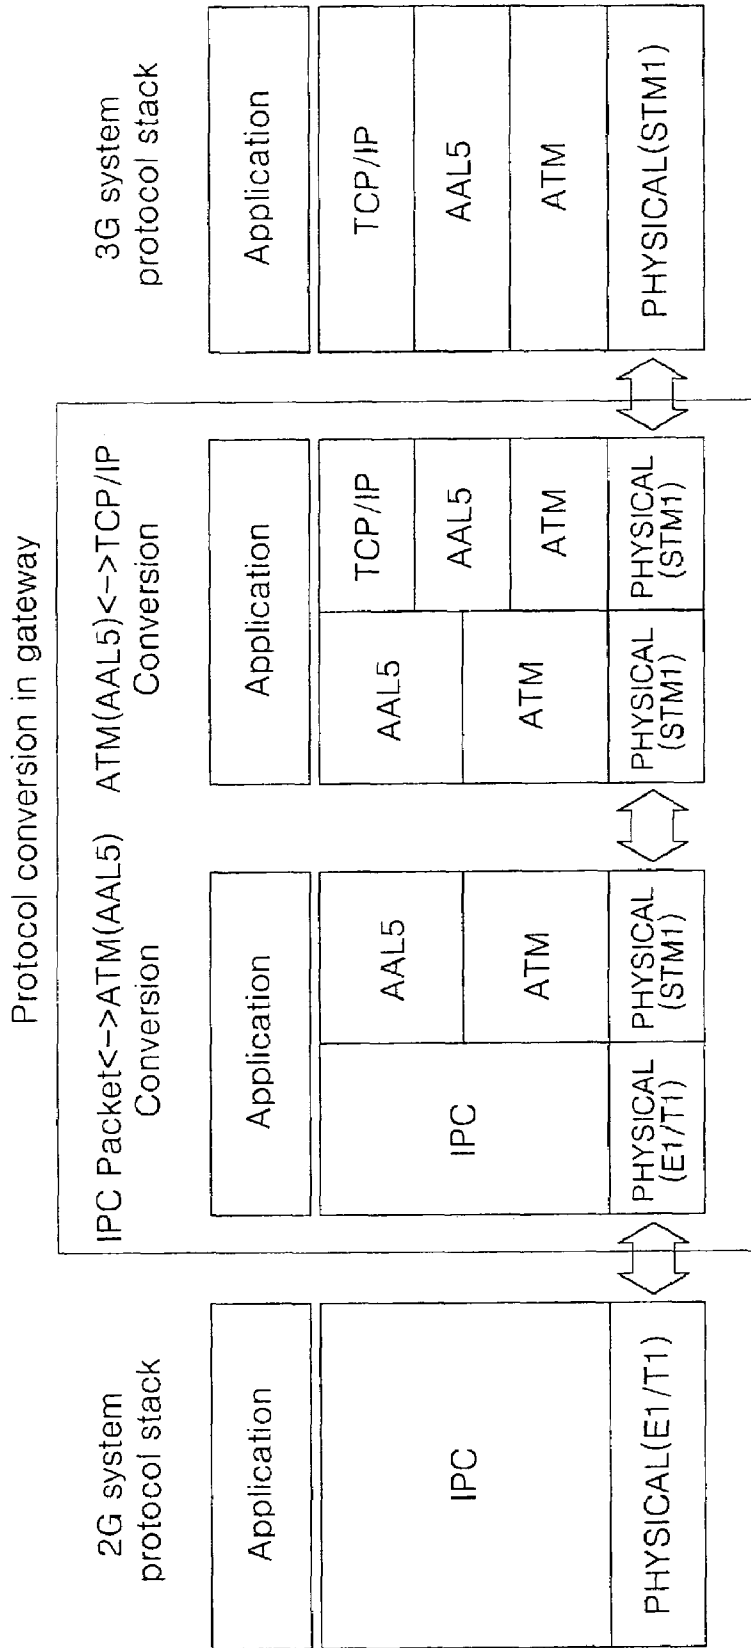 Protocol conversion in gateway
2G system
protocol stack
Application
IPC
PHYSICAL(E1/T1)
IPC Packet<->ATM(AAL5)
Conversion
Application
IPC
AAL5
ATM
PHYSICAL
(E1/T1)
PHYSICAL
(STM1)
ATM(AAL5)<->TCP/IP
Conversion
Application
AAL5
ATM
TCP/IP
AAL5
ATM
PHYSICAL
(STM1)
PHYSICAL
(STM1)
3G system
protocol stack
Application
TCP/IP
AAL5
ATM
PHYSICAL(STM1)